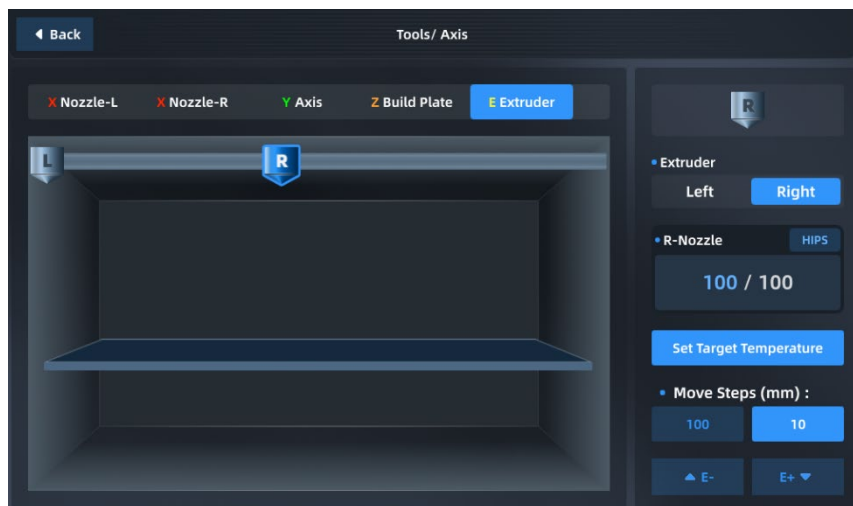 Back
Tools/ Axis
X Nozzle-L X Nozzle-R Y Axis Z Build Plate E Extruder
L
R
R
Extruder
Left Right
R-Nozzle HIPS
100 / 100
Set Target Temperature
Move Steps (mm) :
100 10
E- E+